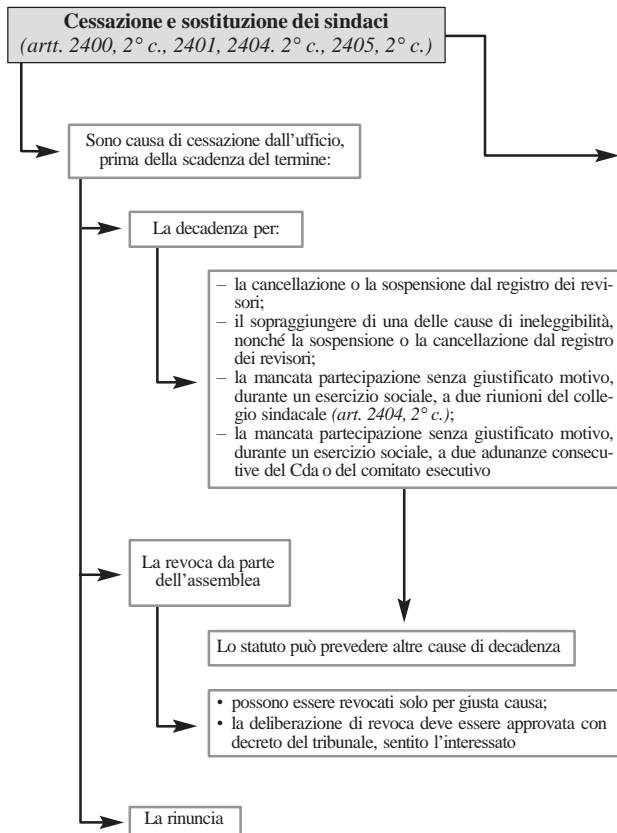 Cessazione e sostituzione dei sindaci
(artt. 2400, 2° c., 2401, 2404. 2° c., 2405, 2° c.)
Sono causa di cessazione dall'ufficio,
prima della scadenza del termine:
La decadenza per:
– la cancellazione o la sospensione dal registro dei revi-
sori;
– il sopraggiungere di una delle cause di ineleggibilità,
nonché la sospensione o la cancellazione dal registro
dei revisori;
– la mancata partecipazione senza giustificato motivo,
durante un esercizio sociale, a due riunioni del colle-
gio sindacale (art. 2404, 2° c.);
– la mancata partecipazione senza giustificato motivo,
durante un esercizio sociale, a due adunanze consecu-
tive del Cda o del comitato esecutivo
La revoca da parte
dell'assemblea
Lo statuto può prevedere altre cause di decadenza
• possono essere revocati solo per giusta causa;
• la deliberazione di revoca deve essere approvata con
decreto del tribunale, sentito l'interessato
La rinuncia